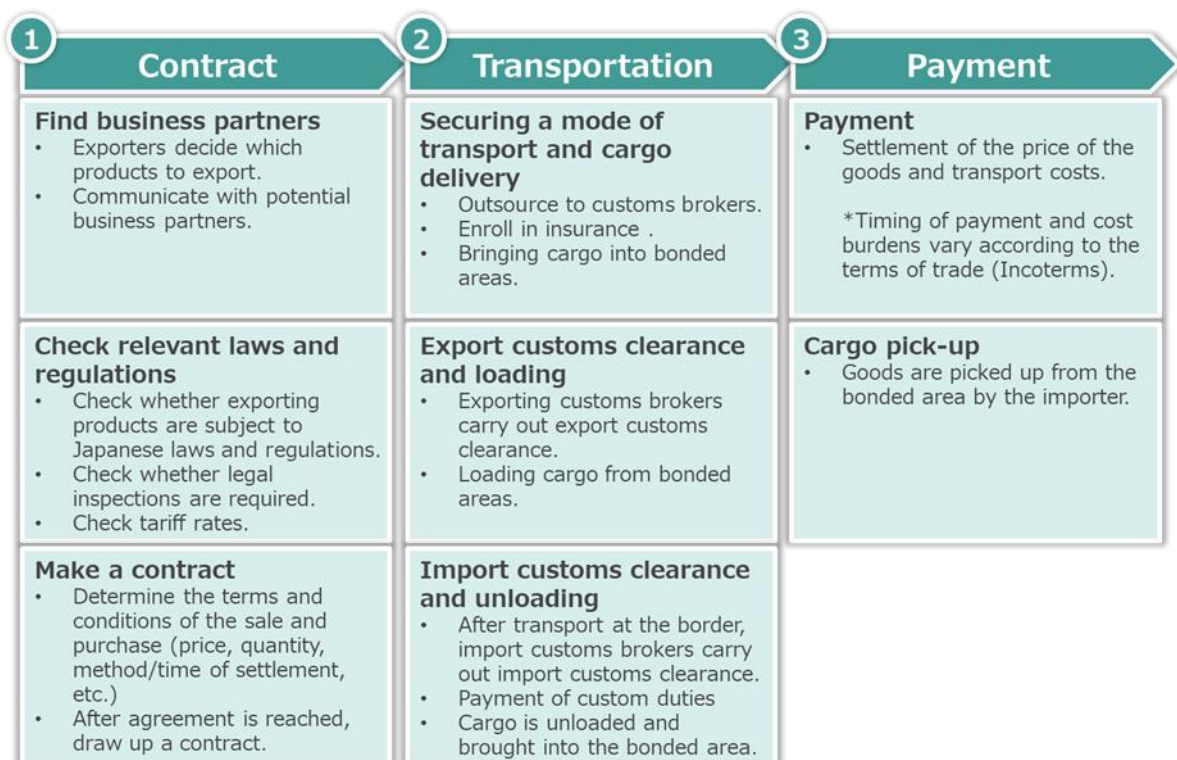 1
Contract
Find business partners
• Exporters decide which
products to export.
• Communicate with potential
business partners.
Check relevant laws and
regulations
• Check whether exporting
products are subject to
Japanese laws and regulations.
• Check whether legal
inspections are required.
• Check tariff rates.
Make a contract
• Determine the terms and
conditions of the sale and
purchase (price, quantity,
method/time of settlement,
etc.)
• After agreement is reached,
draw up a contract.
2
Transportation
Securing a mode of
transport and cargo
delivery
• Outsource to customs brokers.
• Enroll in insurance .
• Bringing cargo into bonded
areas.
Export customs clearance
and loading
• Exporting customs brokers
carry out export customs
clearance.
• Loading cargo from bonded
areas.
Import customs clearance
and unloading
• After transport at the border,
import customs brokers carry
out import customs clearance.
• Payment of custom duties
• Cargo is unloaded and
brought into the bonded area.
3
Payment
Payment
• Settlement of the price of the
goods and transport costs.
*Timing of payment and cost
burdens vary according to the
terms of trade (Incoterms).
Cargo pick-up
• Goods are picked up from the
bonded area by the importer.